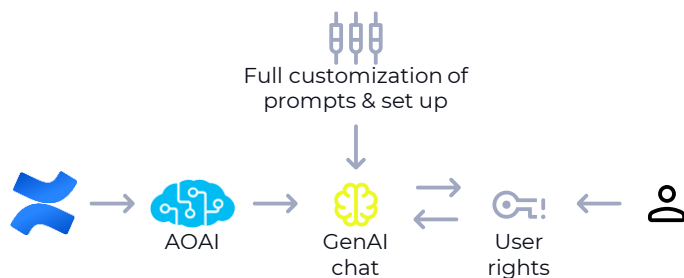 Full customization of
prompts & set up
AOAI
GenAI
chat
User
rights